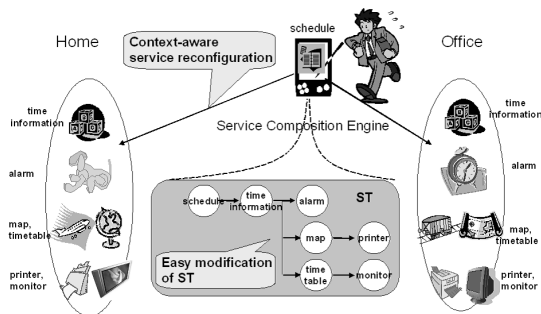 schedule
Home
Context-aware
service reconfiguration
Office
time
information
time
information
Service Composition Engine
alarm
alarm
schedule
time
information
alarm
ST
map,
timetable
map
printer
map,
timetable
Easy modification
of ST
time
table
monitor
printer,
monitor
printer,
monitor